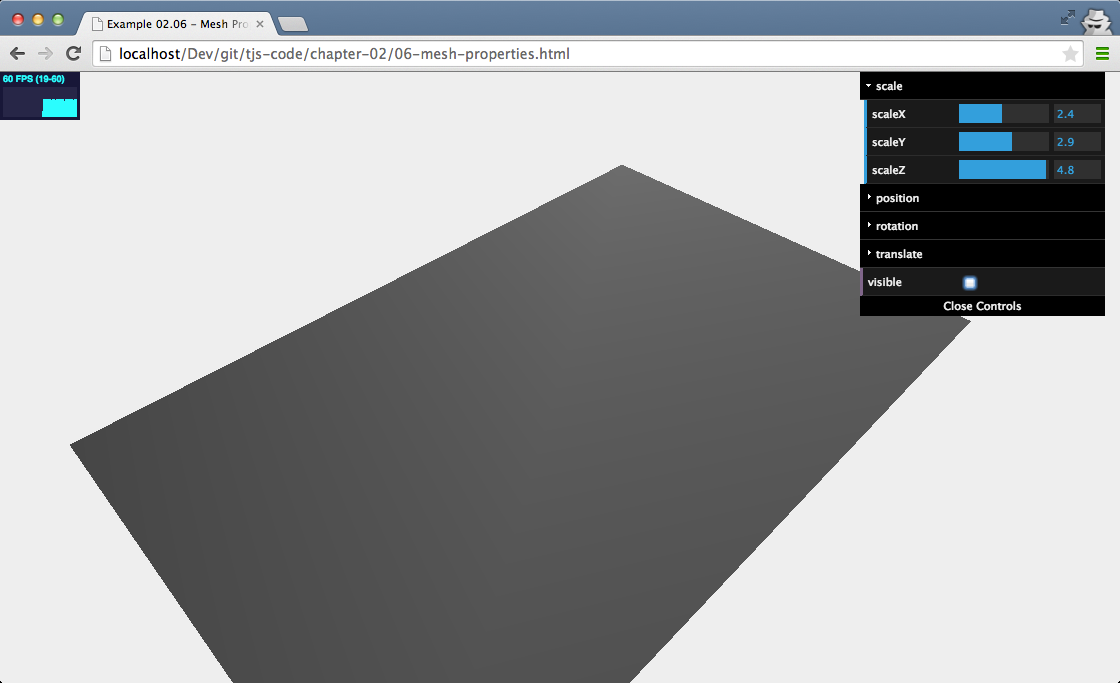 Example 02.06 - Mesh Pro
localhost/Dev/git/tjs-code/chapter-02/06-mesh-properties.html
60 FPS (19-60)
scale
scaleX 2.4
scaleY 2.9
scaleZ 4.8
position
rotation
translate
visible
Close Controls